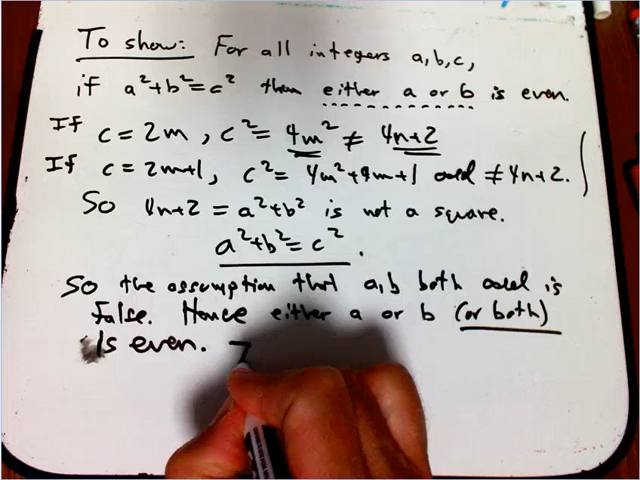 To show: For all integers a, b, c,
if a²+b²=c² then either a or b is even.
If c = 2m, c² = 4m² ≠ 4n+2
If c = 2m+1, c² = 4m²+4m+1 odd ≠ 4n+2.
So 4n+2 = a²+b² is not a square.
a²+b²=c².
So the assumption that a, b both odd is
False. Hence either a or b (or both)
is even.